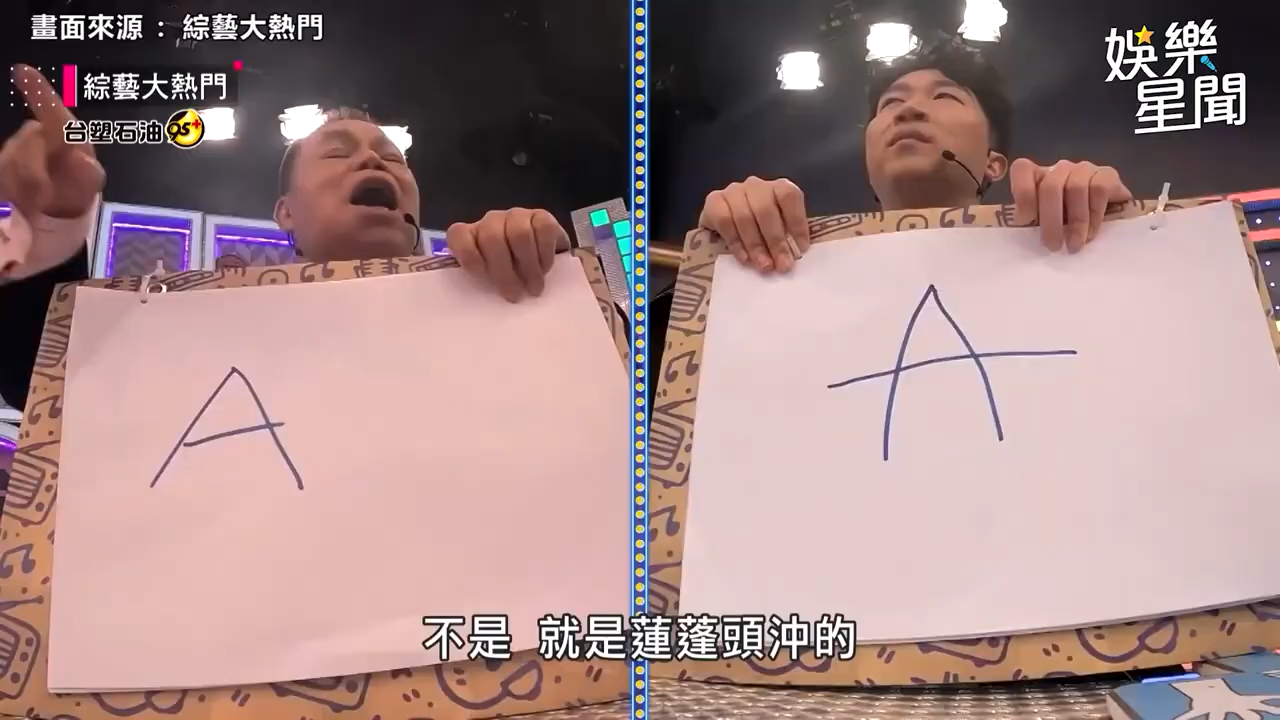 畫面來源：綜藝大熱門
綜藝大熱門
台塑石油 95+
娛樂
星聞
A
A
不是 就是蓮蓬頭沖的